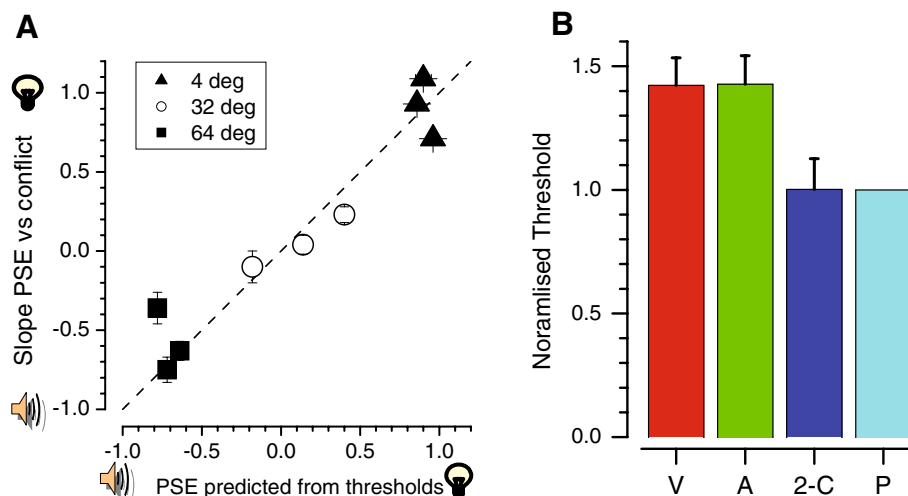 A
4 deg
32 deg
64 deg
1.0
0.5
0.0
-0.5
-1.0
Slope PSE vs conflict
-1.0 -0.5 0.0 0.5 1.0
PSE predicted from thresholds
B
1.5
1.0
0.5
0.0
Noramlised Threshold
V A 2-C P